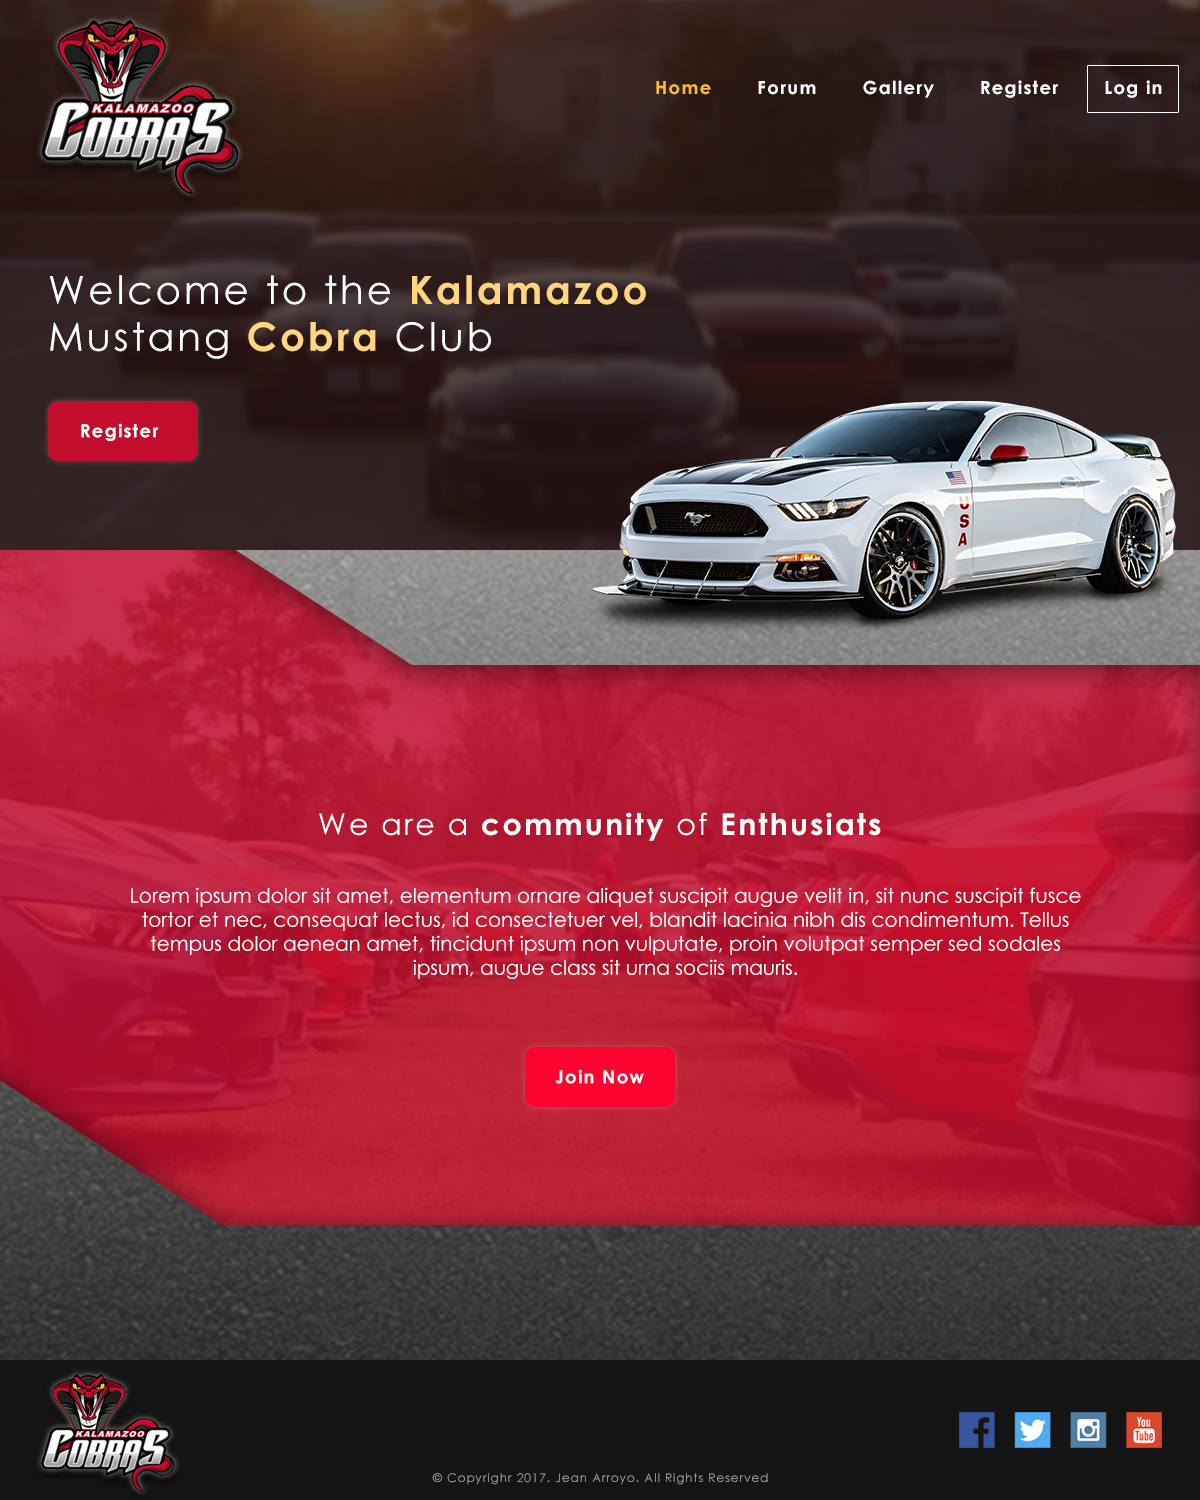 KALAMAZOO
COBRAS
Home Forum Gallery Register Log in
Welcome to the Kalamazoo
Mustang Cobra Club
Register
USA
We are a community of Enthusiats
Lorem ipsum dolor sit amet, elementum ornare aliquet suscipit augue velit in, sit nunc suscipit fusce
tortor et nec, consequat lectus, id consectetuer vel, blandit lacinia nibh dis condimentum. Tellus
tempus dolor aenean amet, tincidunt ipsum non vulputate, proin volutpat semper sed sodales
ipsum, augue class sit urna sociis mauris.
Join Now
KALAMAZOO
COBRAS
You
Tube
© Copyrighr 2017. Jean Arroyo. All Rights Reserved